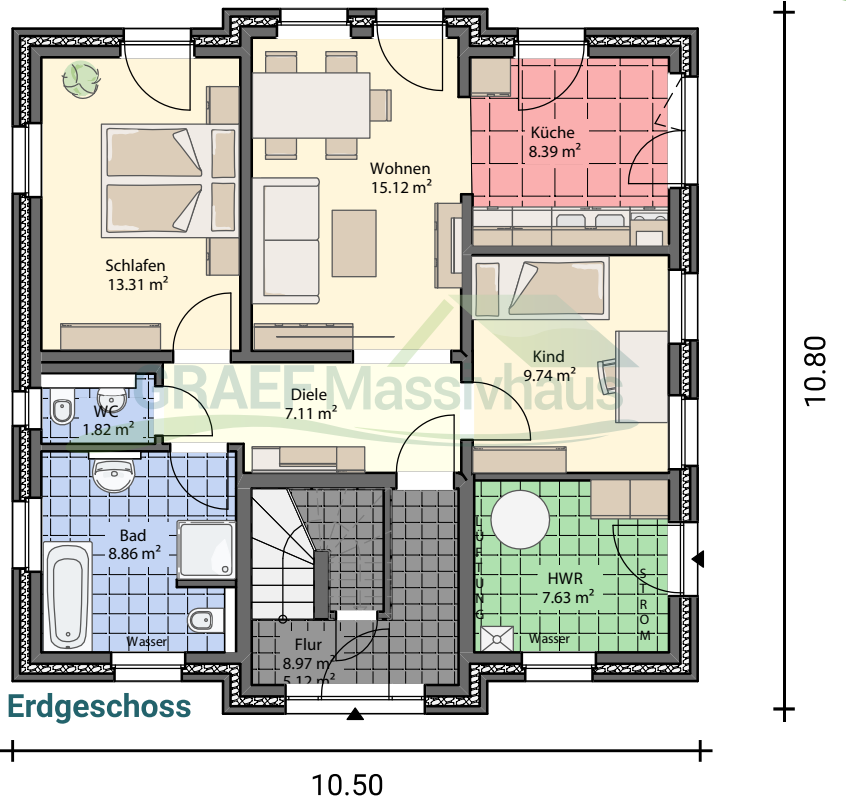 Küche
8.39 m²
Wohnen
15.12 m²
Schlafen
13.31 m²
Kind
9.74 m²
GRAEF Massivhaus
Diele
7.11 m²
WC
1.82 m²
Bad
8.86 m²
Wasser
LÜFTUNG
HWR
7.63 m²
STROM
Wasser
Flur
8.97 m²
5.12 m²
Erdgeschoss
10.50
10.80